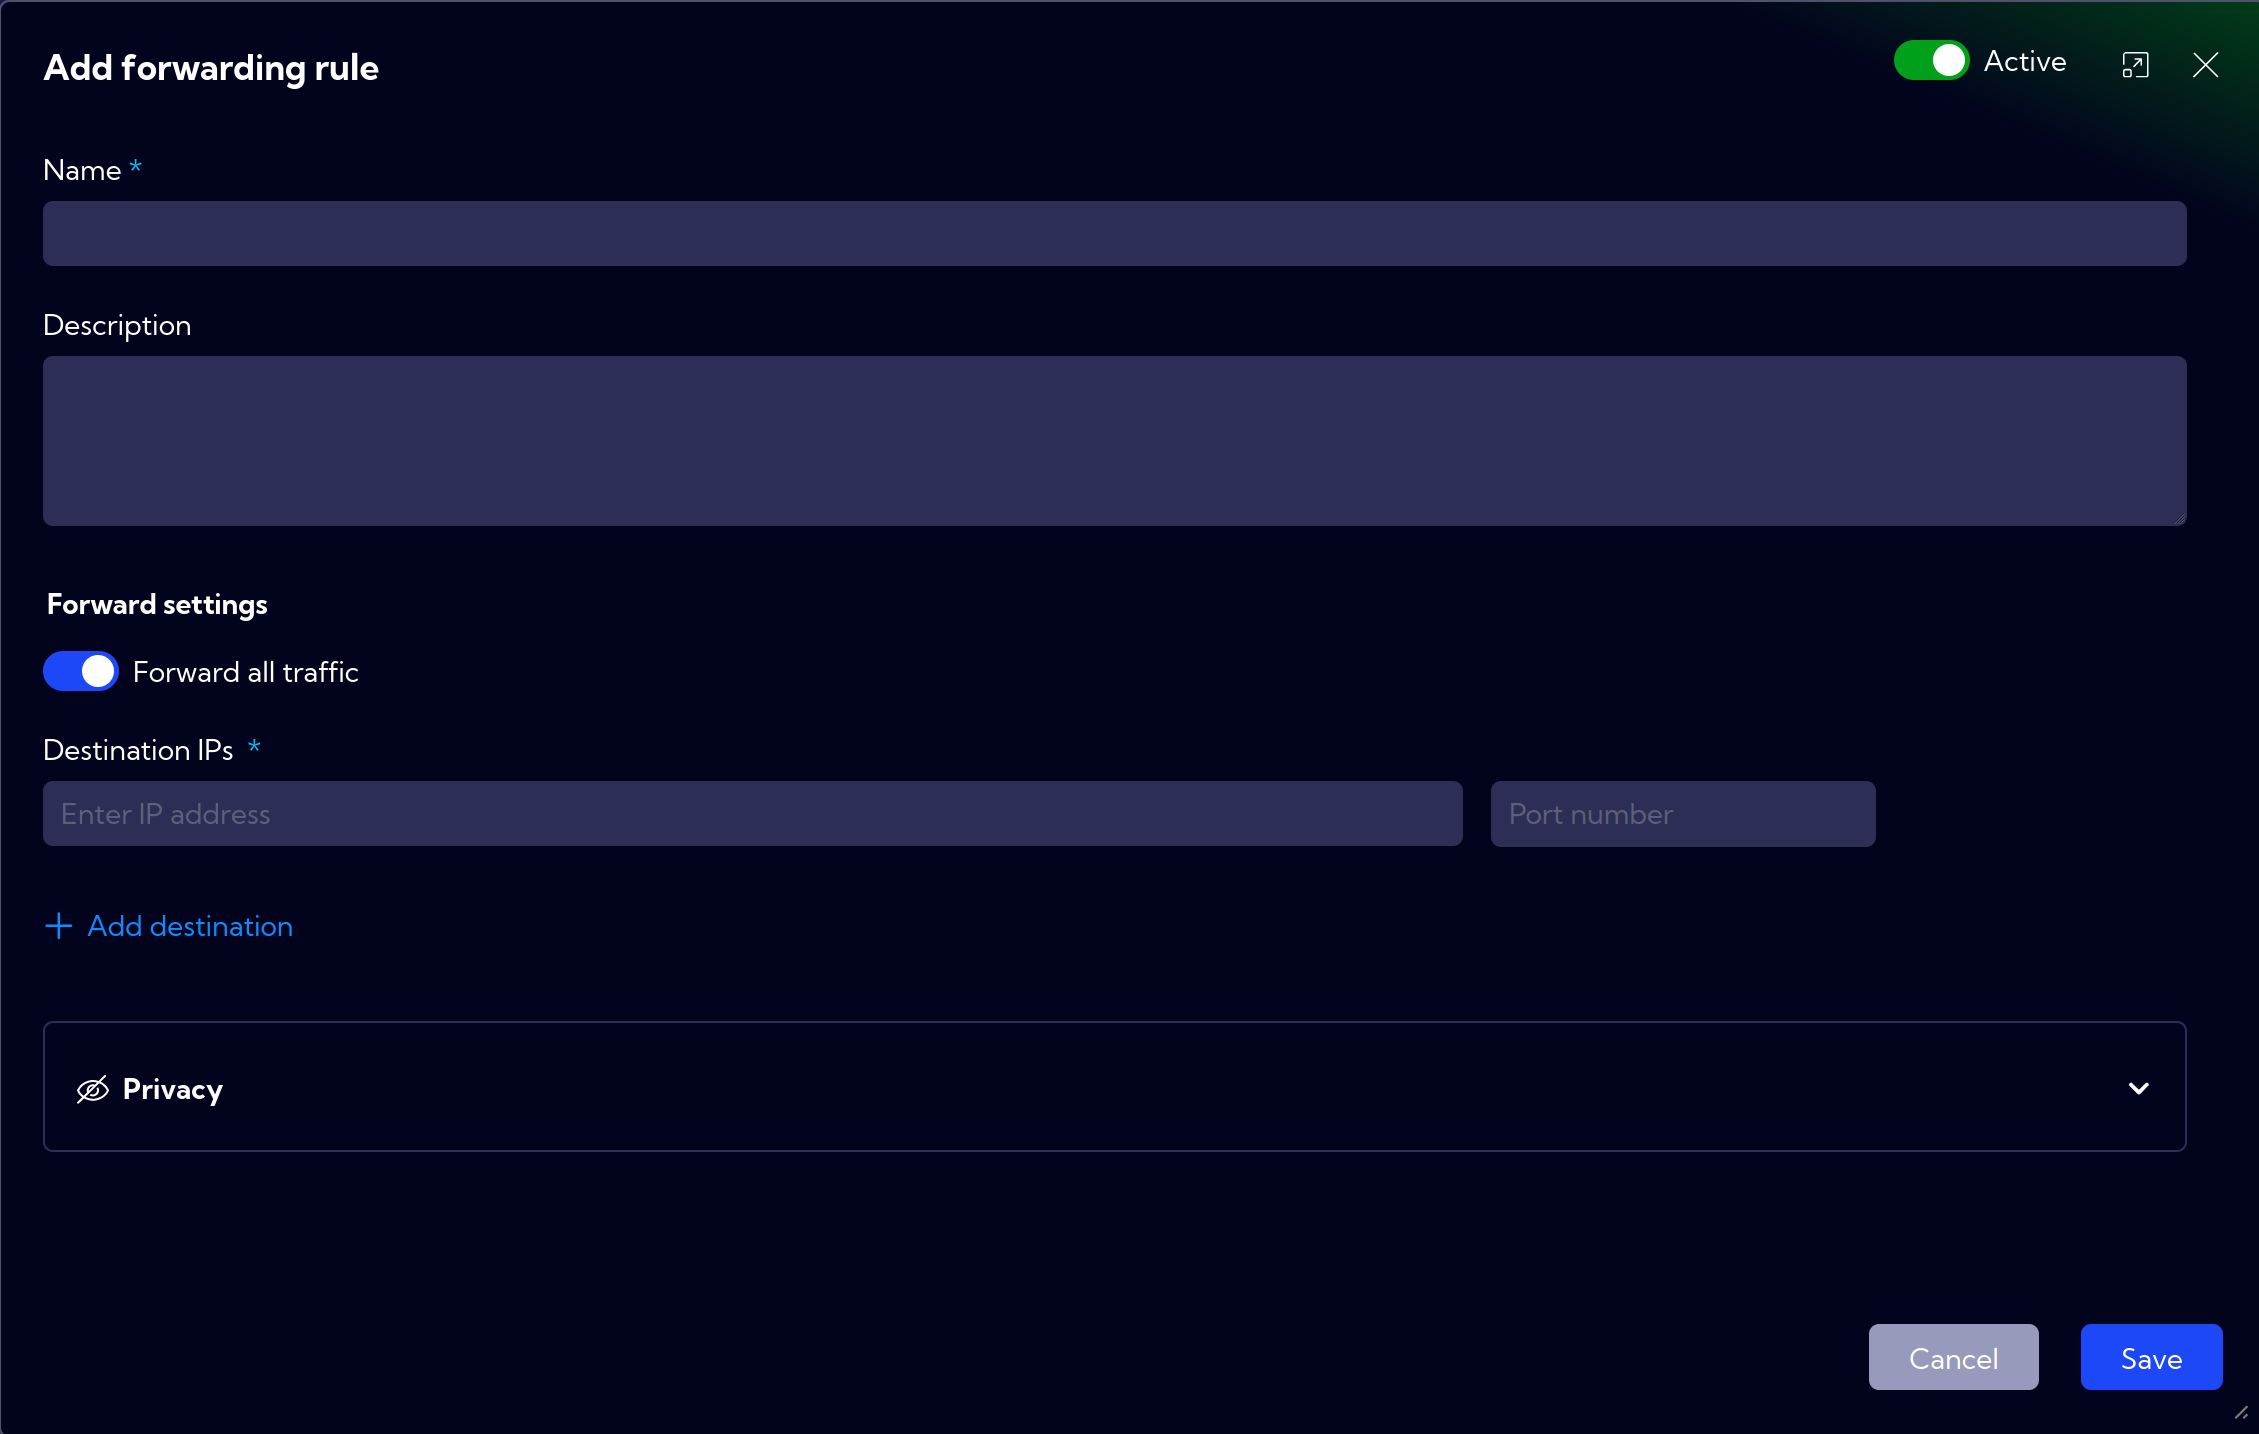 Add forwarding rule
Active
Name *
Description
Forward settings
Forward all traffic
Destination IPs *
Enter IP address
Port number
Add destination
Privacy
Cancel
Save